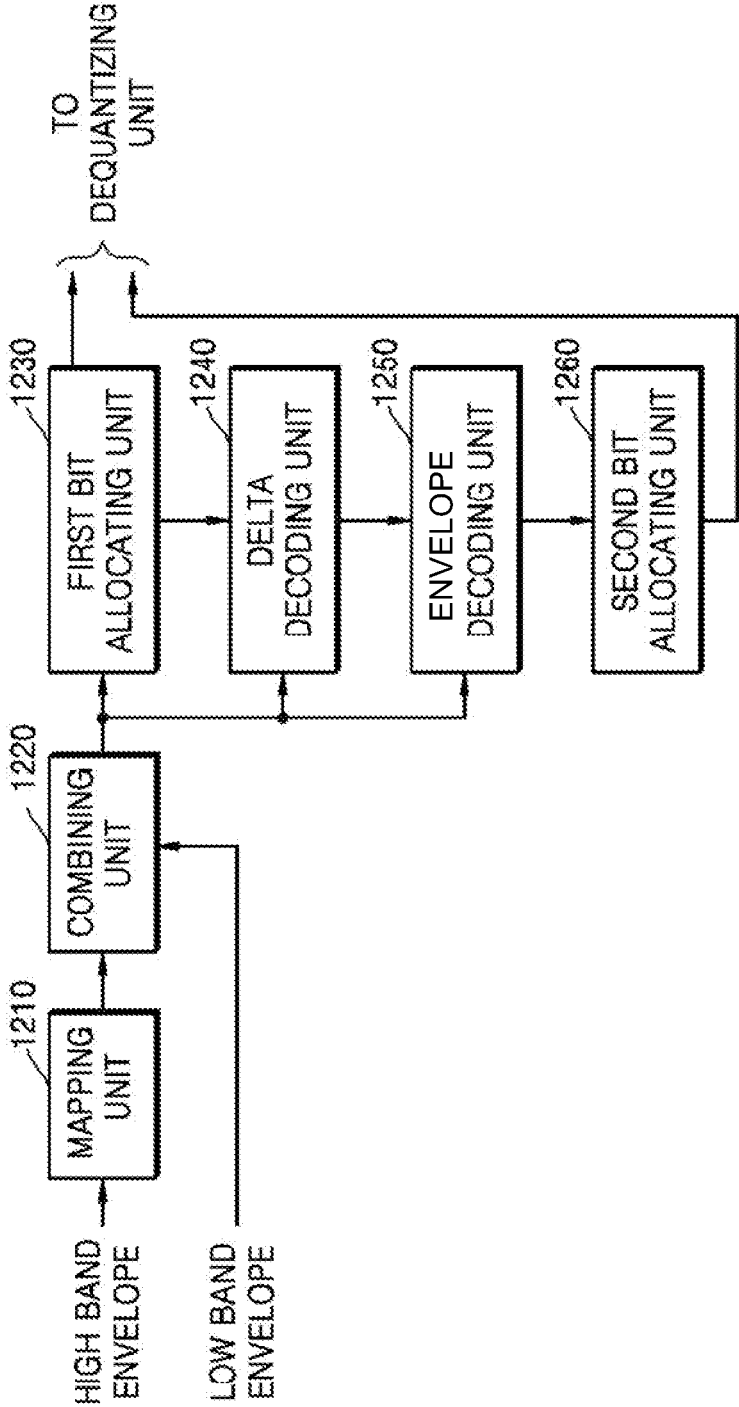 HIGH BAND
ENVELOPE
LOW BAND
ENVELOPE
1210
MAPPING
UNIT
1220
COMBINING
UNIT
1230
FIRST BIT
ALLOCATING UNIT
1240
DELTA
DECODING UNIT
1250
ENVELOPE
DECODING UNIT
1260
SECOND BIT
ALLOCATING UNIT
TO
DEQUANTIZING
UNIT